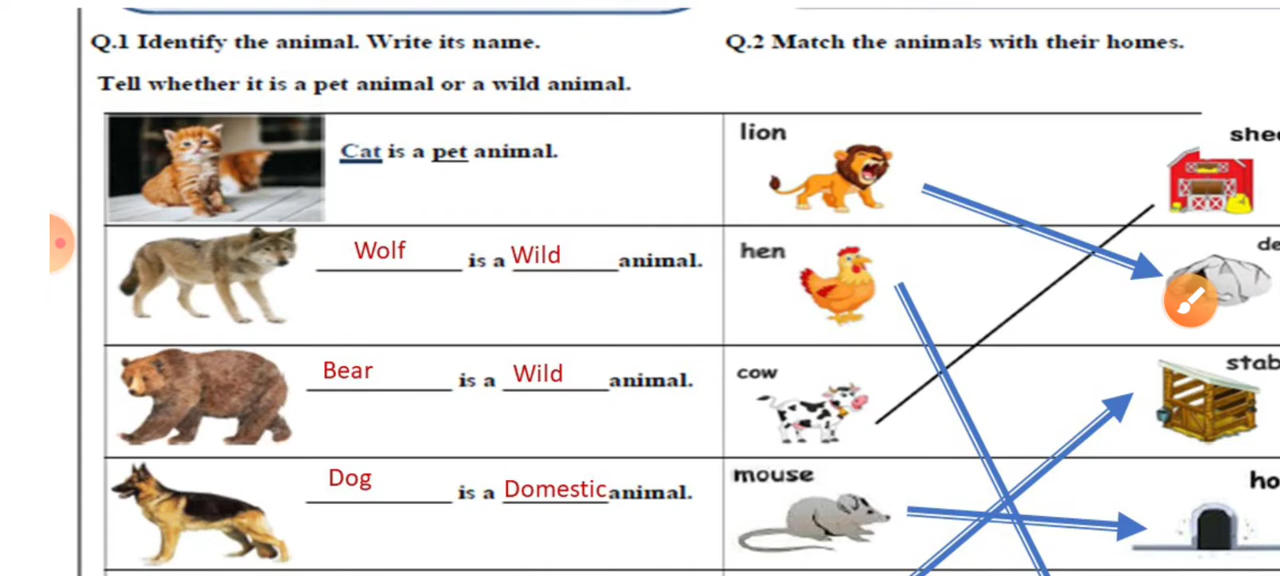 Q.1 Identify the animal. Write its name.
Tell whether it is a pet animal or a wild animal.
Cat is a pet animal.
Wolf is a Wild animal.
Bear is a Wild animal.
Dog is a Domestic animal.
Q.2 Match the animals with their homes.
lion
hen
cow
mouse